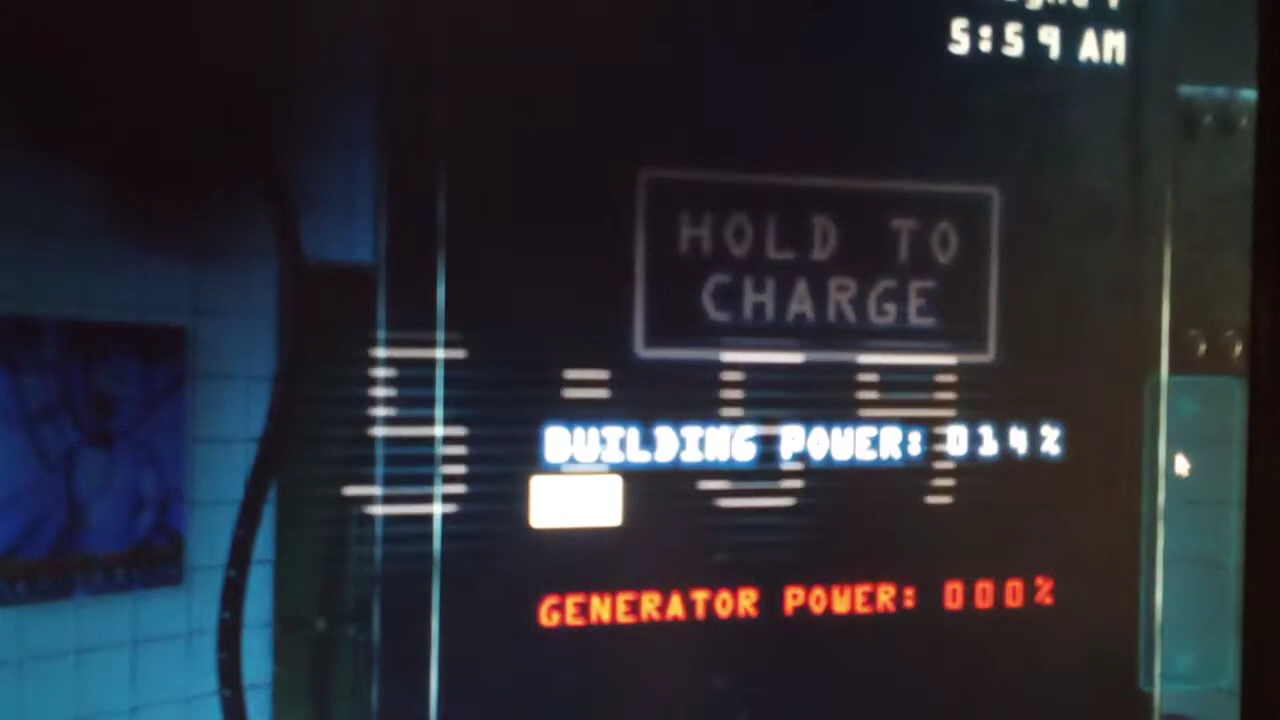 5:59 AM
HOLD TO
CHARGE
BUILDING POWER: 014%
GENERATOR POWER: 000%